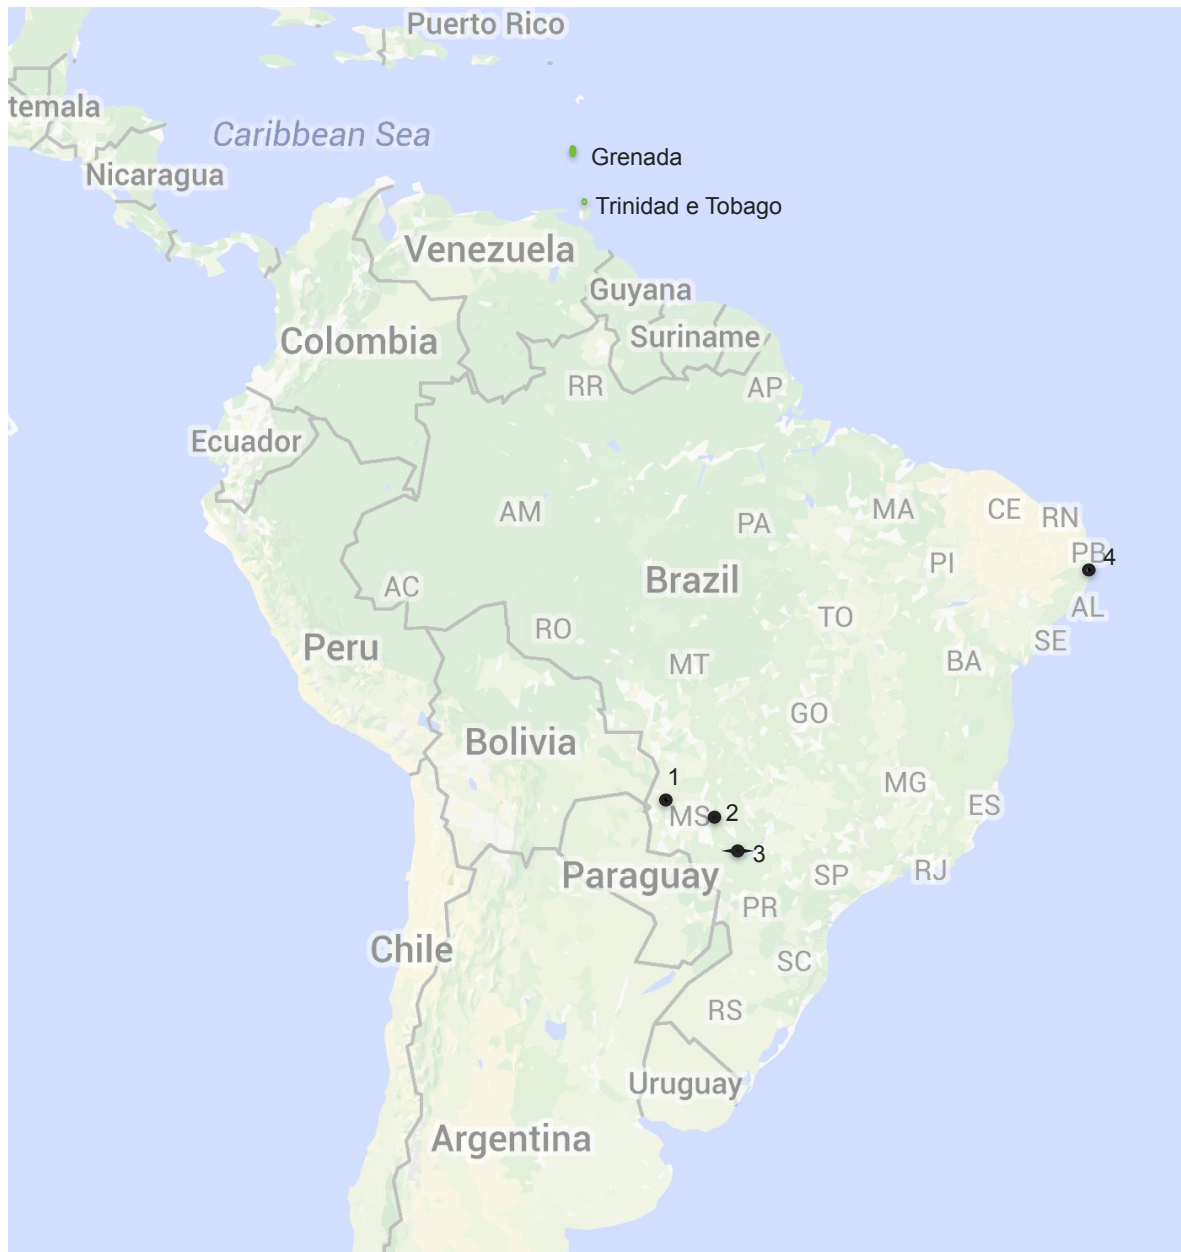 Puerto Rico
temala
Caribbean Sea
Grenada
Nicaragua
Trinidad e Tobago
Venezuela
Guyana
Suriname
Colombia
RR
AP
Ecuador
AM
PA
MA
CE
RN
PB
4
PI
Brazil
AC
AL
TO
RO
SE
Peru
MT
BA
GO
Bolivia
1
MG
ES
MS
2
3
Paraguay
SP
RJ
PR
Chile
SC
RS
Uruguay
Argentina